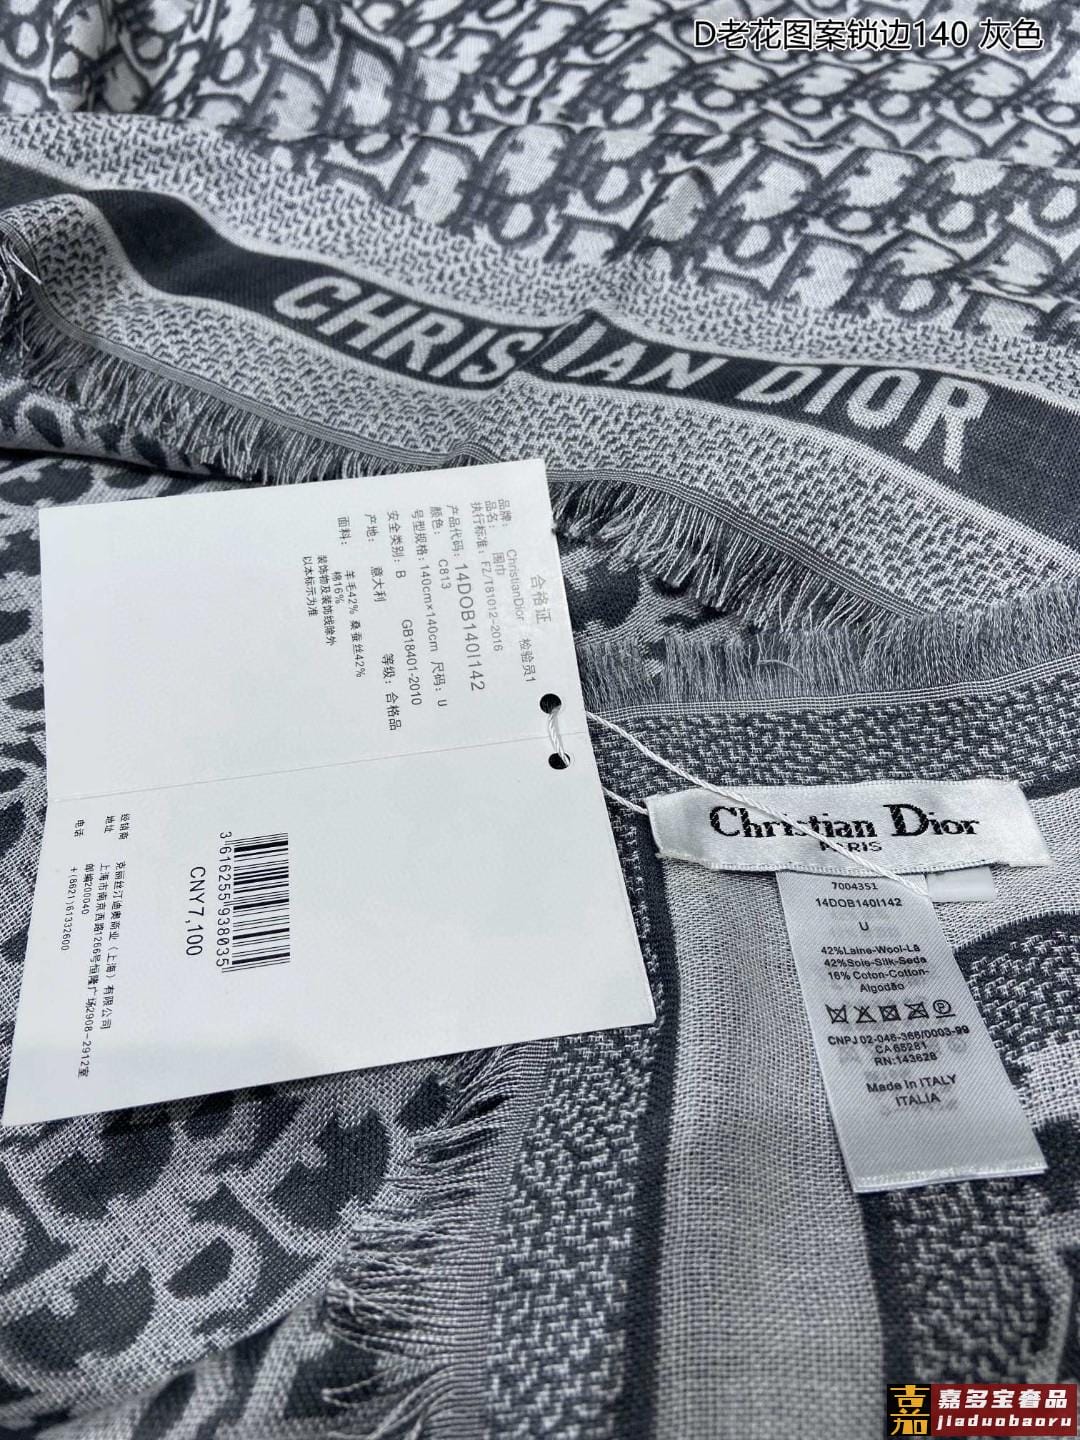 D老花图案锁边140 灰色
CHRISTIAN DIOR
合格证
品牌： ChristianDior 检验员1
品名： 围巾
执行标准：FZ/T81012-2016
产品代码：14DOB140I142
颜色： C813
号型规格：140cm×140cm 尺码：U
安全类别：B GB18401-2010
产地： 意大利 等级：合格品
面料： 羊毛42% 桑蚕丝42%
棉16%
装饰物及装饰线除外
以本标示为准
3 616255 938035
CNY7,100
经销商 克丽丝汀迪奥商业（上海）有限公司
地址 上海市南京西路1266号恒隆广场2908-2912室
邮编200040
电话 +(8621)61332600
Christian Dior
PARIS
7004351
14DOB140I142
U
42%Laine-Wool-Lã
42%Soie-Silk-Seda
16% Coton-Cotton-
Algodão
CNPJ 02-046-366/0003-99
CA 65281
RN:143628
Made in ITALY
ITALIA
吉茄 嘉多宝奢品
jiaduobaoru